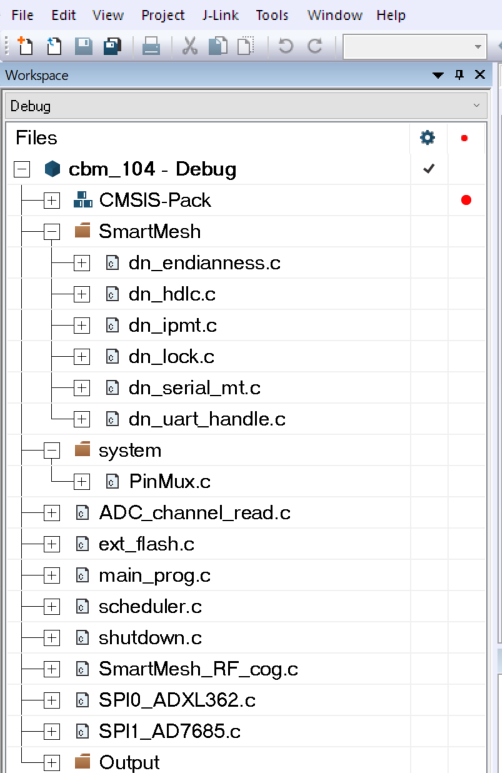 File Edit View Project J-Link Tools Window Help
Workspace
Debug
Files
cbm_104 - Debug
CMSIS-Pack
SmartMesh
dn_endianness.c
dn_hdlc.c
dn_ipmt.c
dn_lock.c
dn_serial_mt.c
dn_uart_handle.c
system
PinMux.c
ADC_channel_read.c
ext_flash.c
main_prog.c
scheduler.c
shutdown.c
SmartMesh_RF_cog.c
SPI0_ADXL362.c
SPI1_AD7685.c
Output